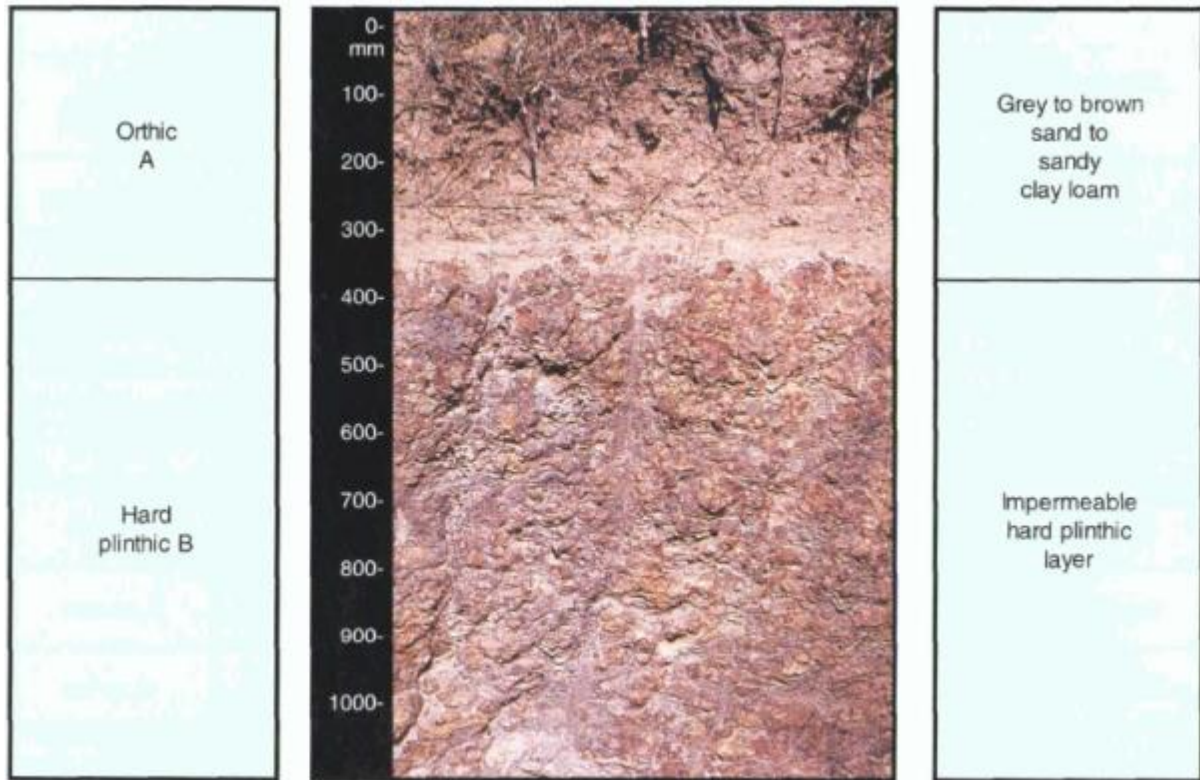 Orthic
A
Hard
plinthic B
0-
mm
100-
200-
300-
400-
500-
600-
700-
800-
900-
1000-
Grey to brown
sand to
sandy
clay loam
Impermeable
hard plinthic
layer